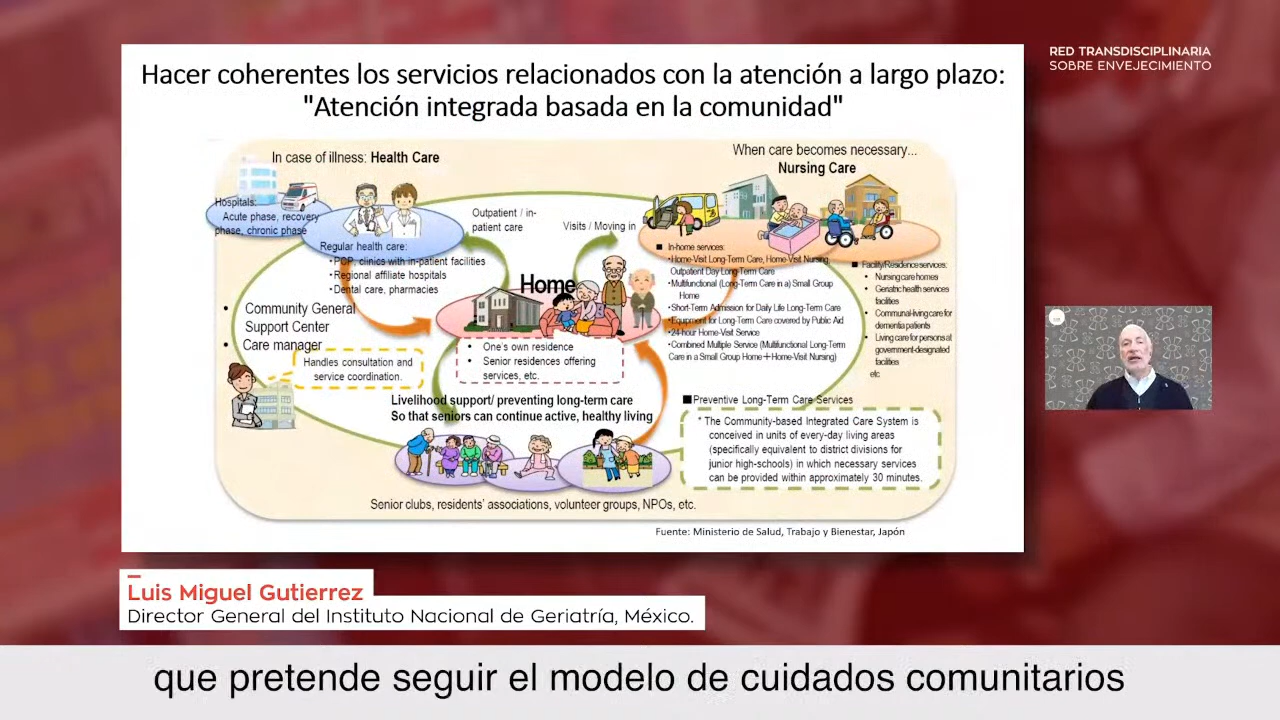 RED TRANSDISCIPLINARIA
SOBRE ENVEJECIMIENTO
Hacer coherentes los servicios relacionados con la atención a largo plazo:
"Atención integrada basada en la comunidad"
In case of illness: Health Care
When care becomes necessary...
Nursing Care
Hospitals:
Acute phase, recovery
phase, chronic phase
Outpatient / in-
patient care
Visits / Moving in
Regular health care:
•PCP, clinics with in-patient facilities
•Regional affiliate hospitals
•Dental care, pharmacies
Home
■ In-home services:
•Home-Visit Long-Term Care, Home-Visit Nursing,
Outpatient Day Long-Term Care
•Multifunctional (Long-Term Care in a) Small Group
Home
•Short-Term Admission for Daily Life Long-Term Care
•Equipment for Long-Term Care covered by Public Aid
•24-hour Home-Visit Service
•Combined Multiple Service (Multifunctional Long-Term
Care in a Small Group Home+Home-Visit Nursing)
■ Facility/Residence services:
• Nursing care homes
• Geriatric health services
facilities
• Communal-living care for
dementia patients
• Living care for persons at
government-designated
facilities
etc
• Community General
Support Center
• Care manager
Handles consultation and
service coordination.
• One's own residence
• Senior residences offering
services, etc.
Livelihood support/ preventing long-term care
So that seniors can continue active, healthy living
■Preventive Long-Term Care Services
* The Community-based Integrated Care System is
conceived in units of every-day living areas
(specifically equivalent to district divisions for
junior high-schools) in which necessary services
can be provided within approximately 30 minutes.
Senior clubs, residents' associations, volunteer groups, NPOs, etc.
Fuente: Ministerio de Salud, Trabajo y Bienestar, Japón
Luis Miguel Gutierrez
Director General del Instituto Nacional de Geriatría, México.
que pretende seguir el modelo de cuidados comunitarios